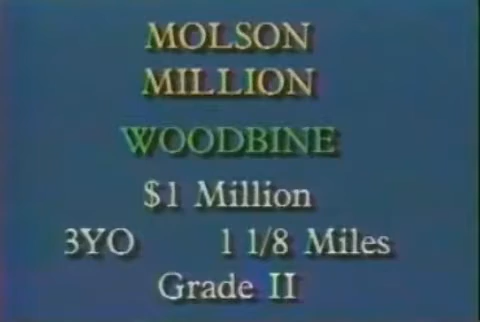 MOLSON
MILLION
WOODBINE
$1 Million
3YO 1 1/8 Miles
Grade II